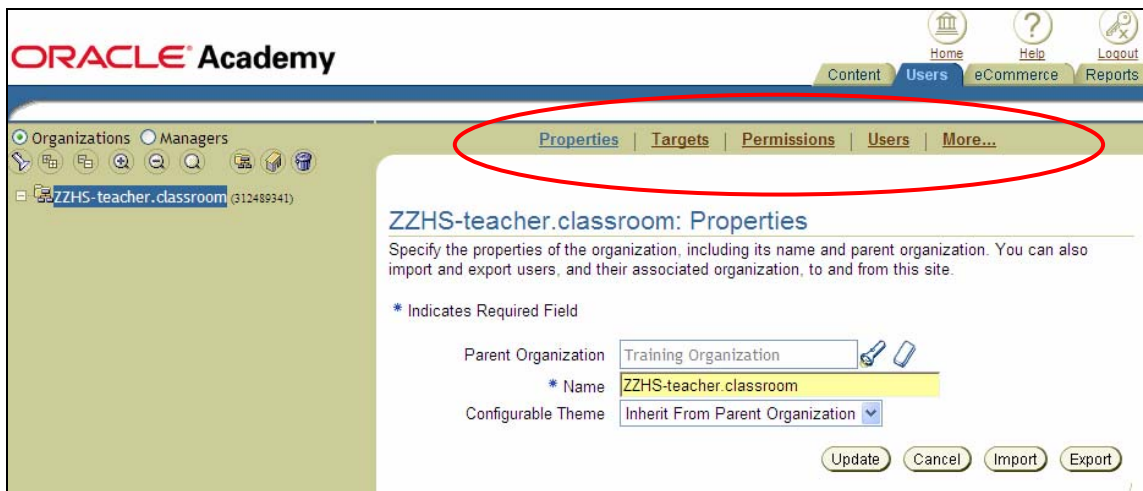 ORACLE Academy
Home Help Logout
Content Users eCommerce Reports
Organizations Managers
Properties | Targets | Permissions | Users | More...
ZZHS-teacher.classroom (312489341)
ZZHS-teacher.classroom: Properties
Specify the properties of the organization, including its name and parent organization. You can also
import and export users, and their associated organization, to and from this site.
* Indicates Required Field
Parent Organization Training Organization
* Name ZZHS-teacher.classroom
Configurable Theme Inherit From Parent Organization
Update Cancel Import Export